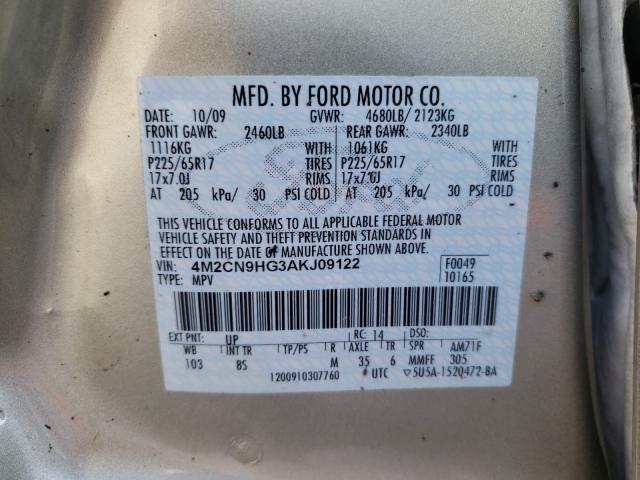 MFD. BY FORD MOTOR CO.
DATE: 10/09 GVWR: 4680LB/ 2123KG
FRONT GAWR: 2460LB REAR GAWR: 2340LB
1116KG WITH 1061KG WITH
P225/65R17 TIRES P225/65R17 TIRES
17x7.0J RIMS 17x7.0J RIMS
AT 205 kPa/ 30 PSI COLD AT 205 kPa/ 30 PSI COLD
THIS VEHICLE CONFORMS TO ALL APPLICABLE FEDERAL MOTOR
VEHICLE SAFETY AND THEFT PREVENTION STANDARDS IN
EFFECT ON THE DATE OF MANUFACTURE SHOWN ABOVE.
VIN: 4M2CN9HG3AKJ09122 F0049
TYPE: MPV 10165
EXT PNT: UP RC: 14 DSO:
WB INT TR TP/PS R AXLE TR SPR AM71F
103 8S M 35 6 MMFF 305
1200910307760 UTC 5U5A-1520472-BA